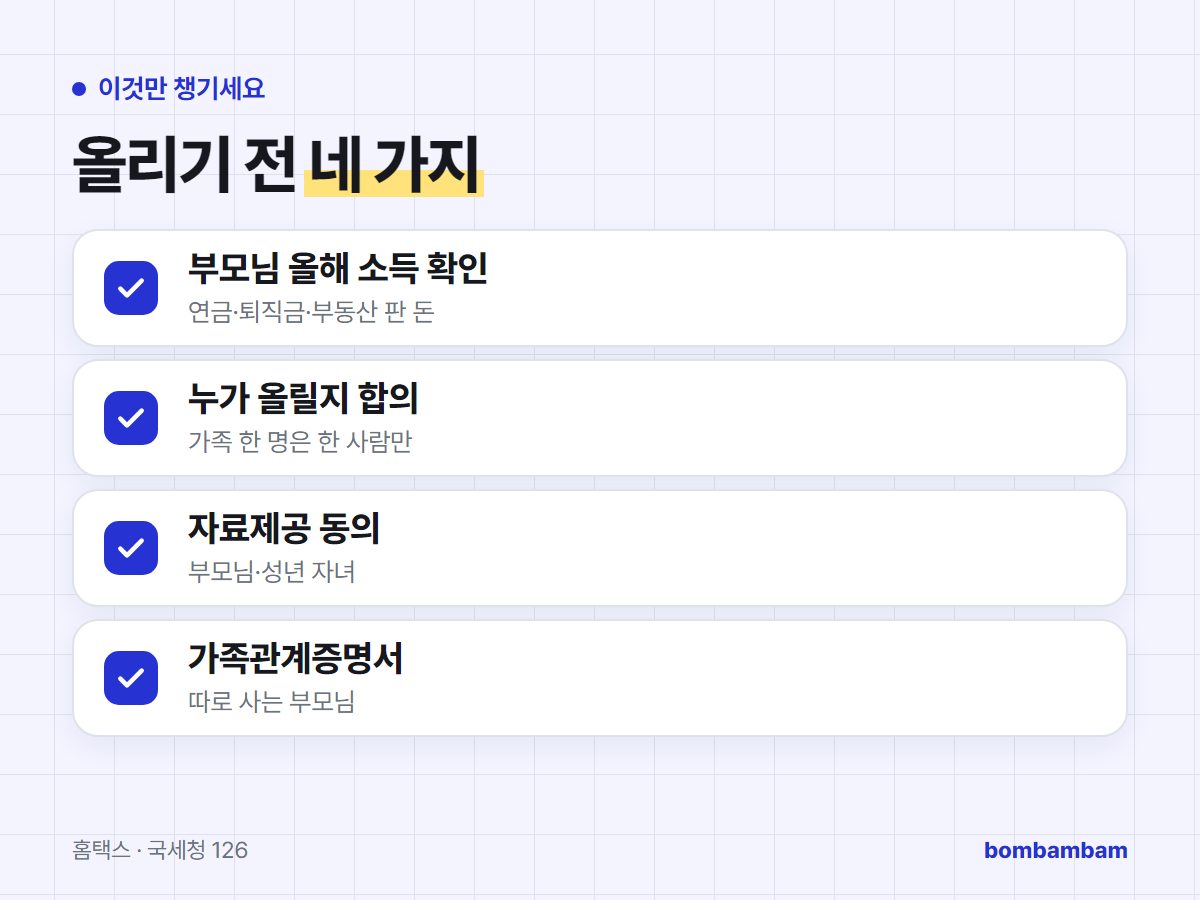 이것만 챙기세요
올리기 전 네 가지
부모님 올해 소득 확인
연금·퇴직금·부동산 판 돈
누가 올릴지 합의
가족 한 명은 한 사람만
자료제공 동의
부모님·성년 자녀
가족관계증명서
따로 사는 부모님
홈택스 · 국세청 126
bombambam